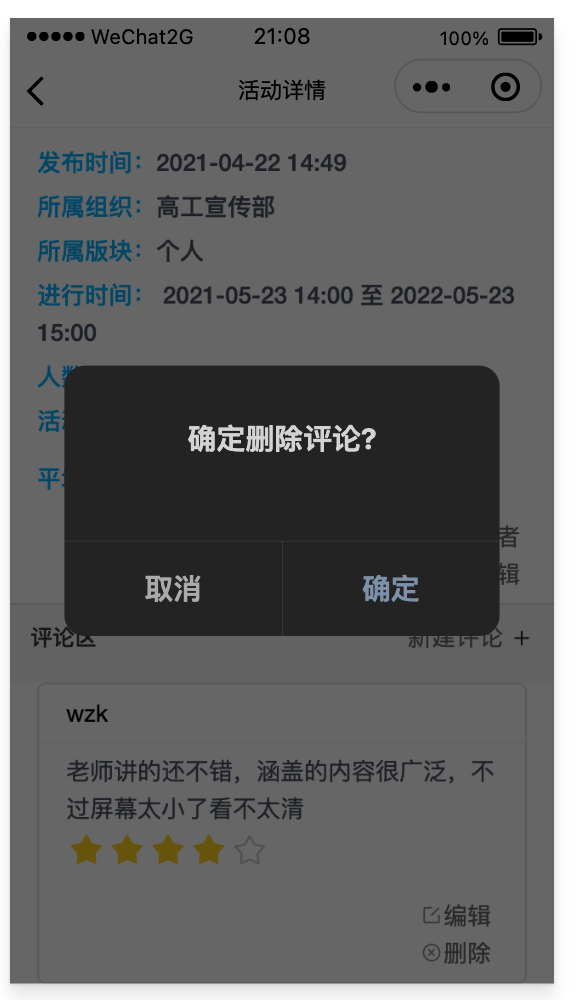 WeChat2G 21:08 100%
活动详情
发布时间：2021-04-22 14:49
所属组织：高工宣传部
所属版块：个人
进行时间： 2021-05-23 14:00 至 2022-05-23
15:00
人
活
平
确定删除评论?
者
辑
取消 确定
评论区 新建评论 +
wzk
老师讲的还不错，涵盖的内容很广泛，不
过屏幕太小了看不太清
编辑
删除